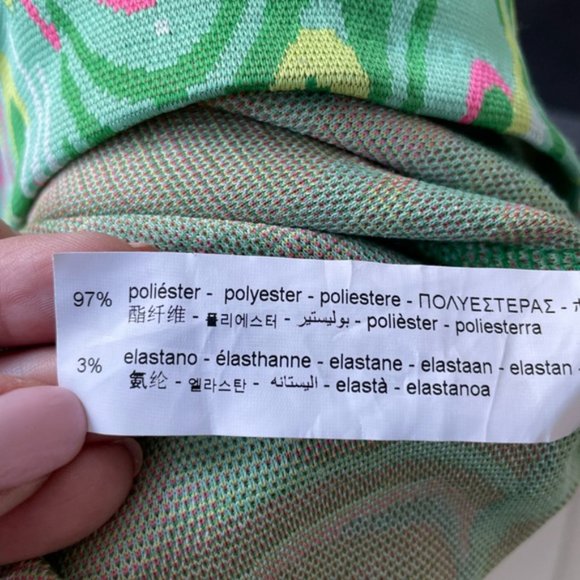 97% poliéster - polyester - poliestere - ΠΟΛΥΕΣΤΕΡΑΣ -
酯纤维 - 폴리에스터 - بوليستير - polièster - poliesterra
3% elastano - élasthanne - elastane - elastaan - elastan -
氨纶 - 엘라스탄 - اليستانه - elastà - elastanoa